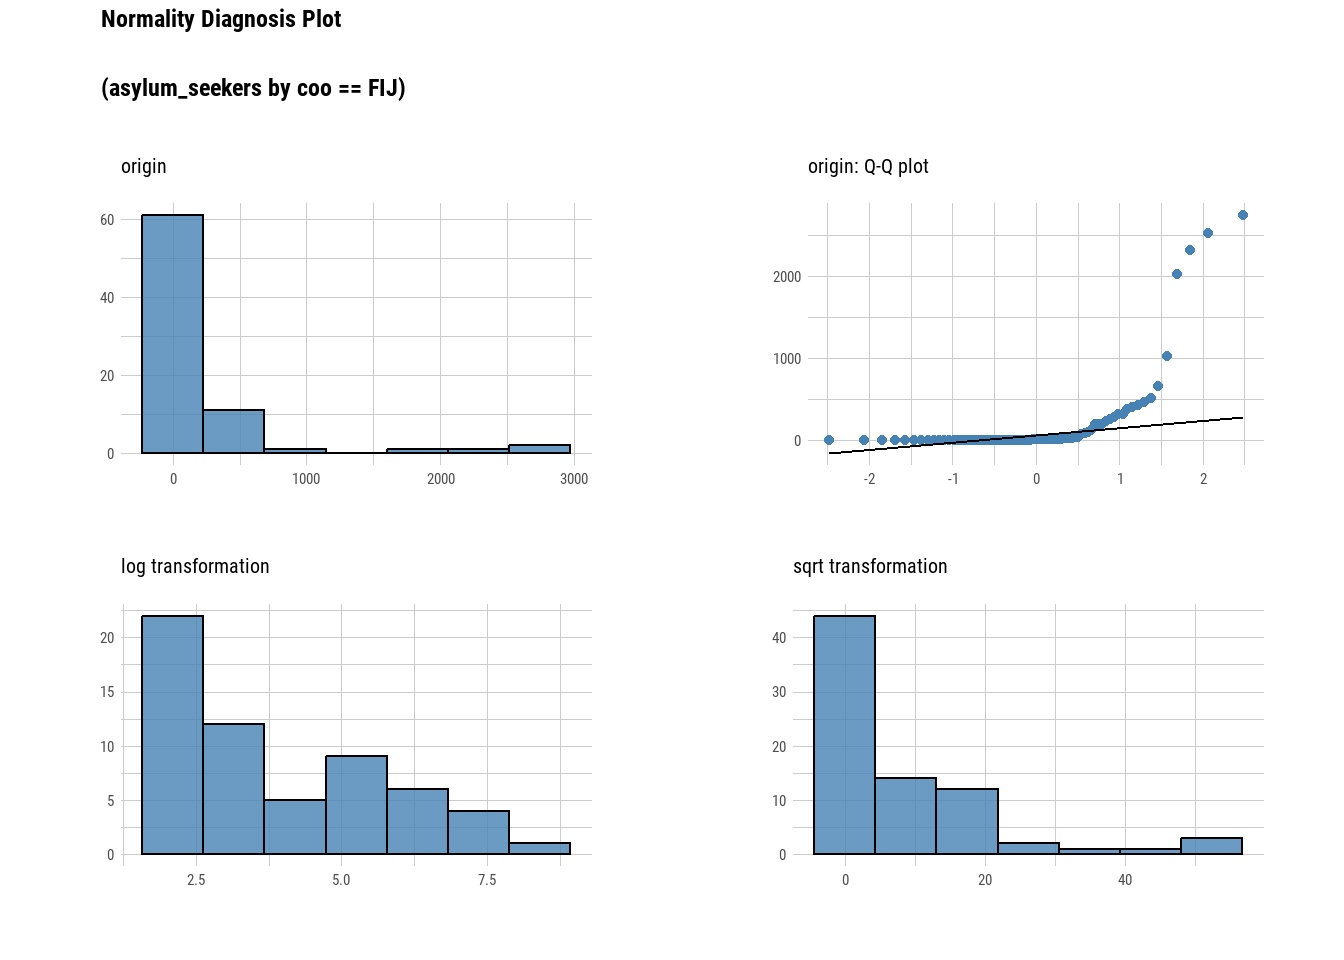 Normality Diagnosis Plot
(asylum_seekers by coo == FIJ)
origin
60
40
20
0
0 1000 2000 3000
origin: Q-Q plot
2000
1000
0
-2 -1 0 1 2
log transformation
20
15
10
5
0
2.5 5.0 7.5
sqrt transformation
40
30
20
10
0
0 20 40